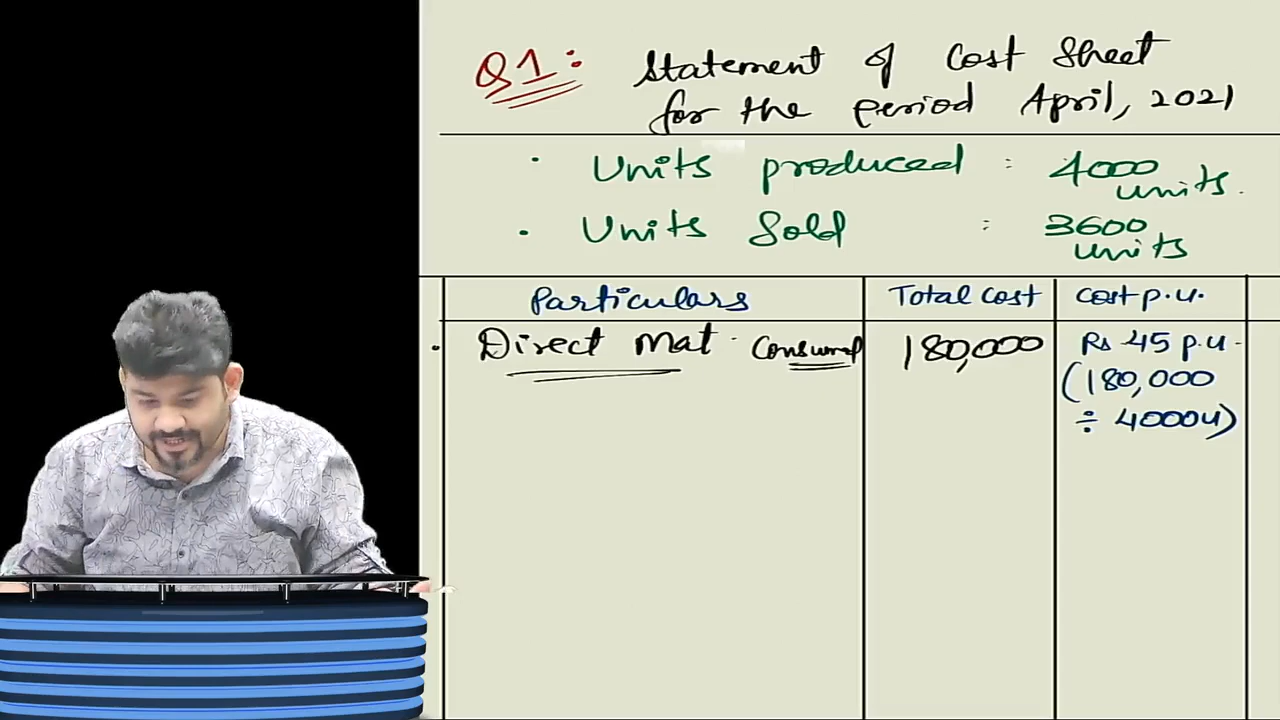 Q1: Statement of Cost Sheet
for the period April, 2021
• Units produced : 4000 units.
• Units Sold : 3600 units
Particulars Total Cost Cost p.u.
• Direct Mat. Consumed 180,000 Rs 45 p.u.
(180,000
÷ 4000u)